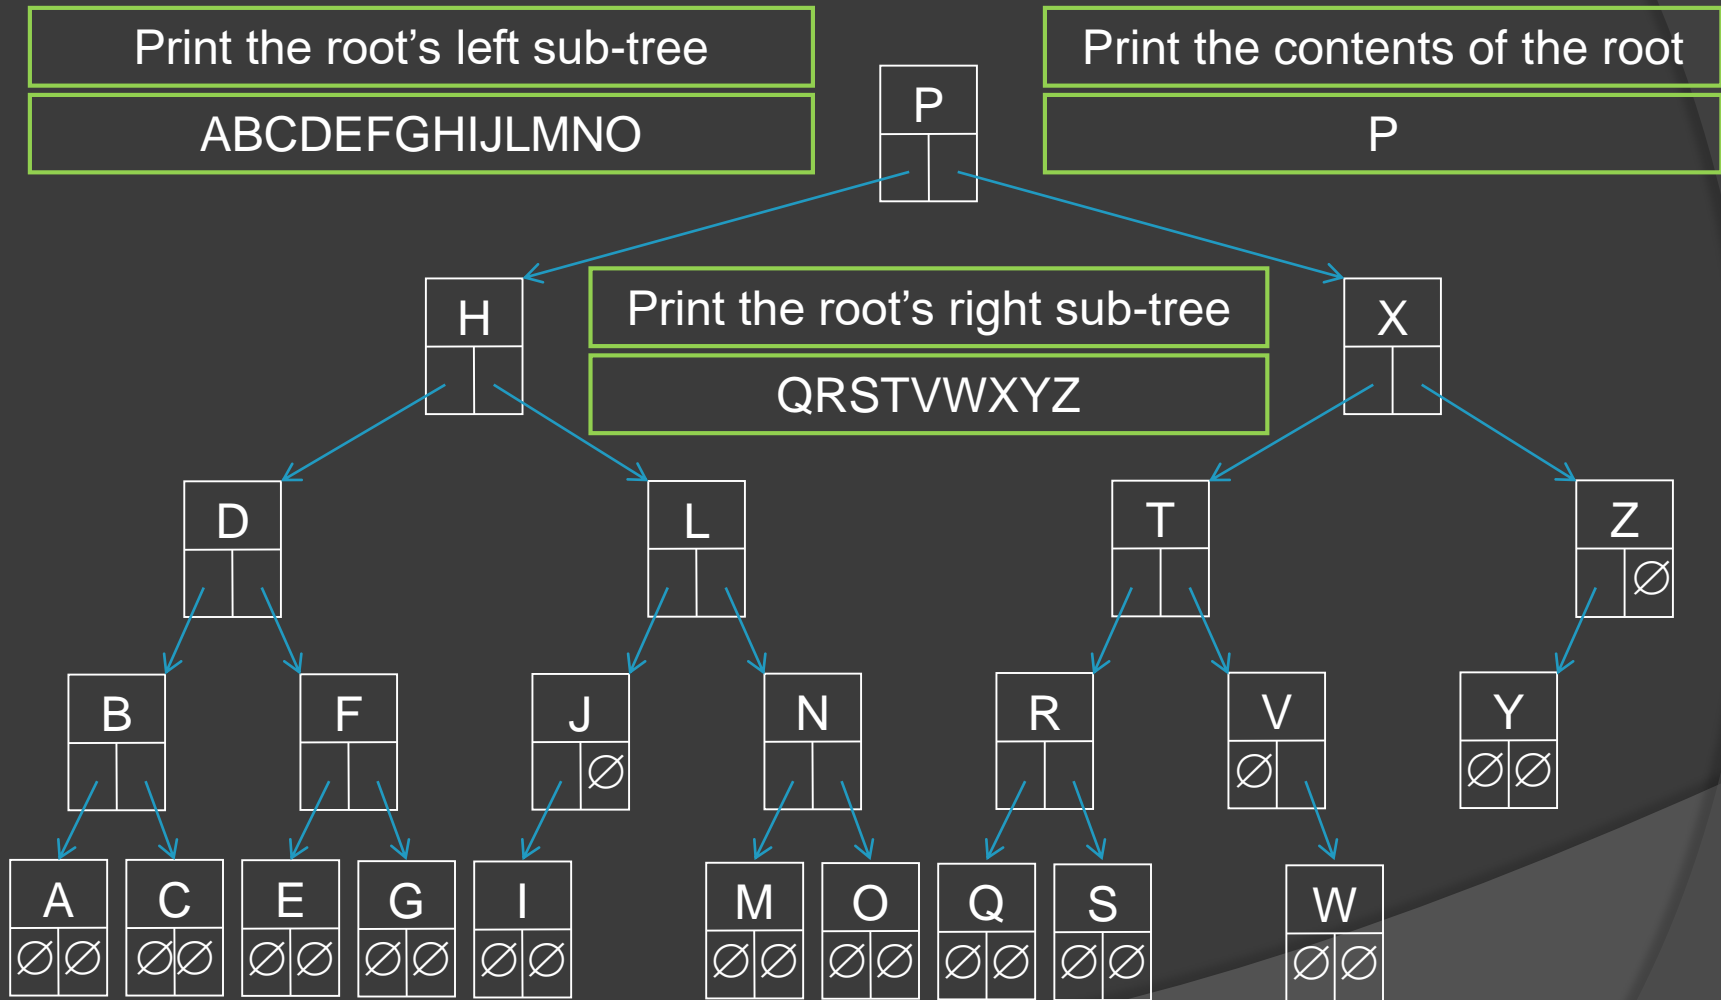 Print the root’s left sub-tree
ABCDEFGHIJLMNO
Print the contents of the root
P
P
H
Print the root’s right sub-tree
QRSTVWXYZ
X
D
L
T
Z
∅
B
F
J
N
R
V
Y
∅
∅
∅ ∅
A
C
E
G
I
M
O
Q
S
W
∅ ∅
∅ ∅
∅ ∅
∅ ∅
∅ ∅
∅ ∅
∅ ∅
∅ ∅
∅ ∅
∅ ∅